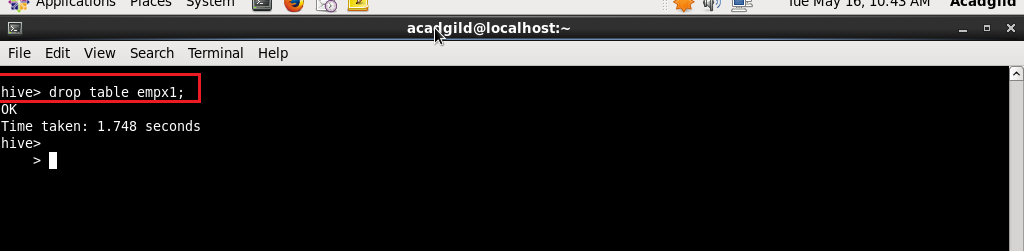 Applications Places System Tue May 16, 10:43 AM Acadgild
acadgild@localhost:~
File Edit View Search Terminal Help
hive> drop table empx1;
OK
Time taken: 1.748 seconds
hive>
>